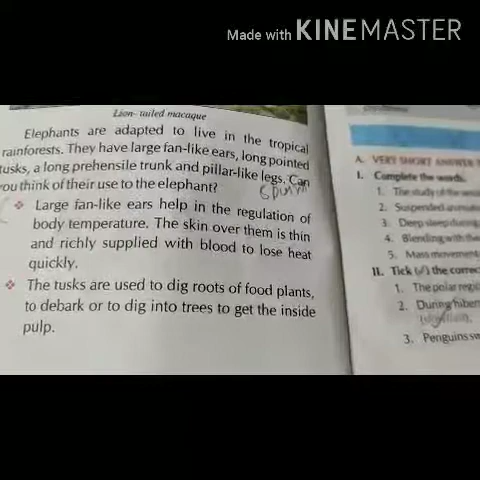 Made with KINEMASTER
Lion-tailed macaque
Elephants are adapted to live in the tropical
rainforests. They have large fan-like ears, long pointed
tusks, a long prehensile trunk and pillar-like legs. Can
you think of their use to the elephant?
❖ Large fan-like ears help in the regulation of
body temperature. The skin over them is thin
and richly supplied with blood to lose heat
quickly.
❖ The tusks are used to dig roots of food plants,
to debark or to dig into trees to get the inside
pulp.
A. VERY SHORT ANSWER
I. Complete the words.
1. The study of the
2. Suspended
3. Deep sleep during
4. Blending with the
5. Mass movement
II. Tick (✓) the correct
1. The polar
2. During
3. Penguins